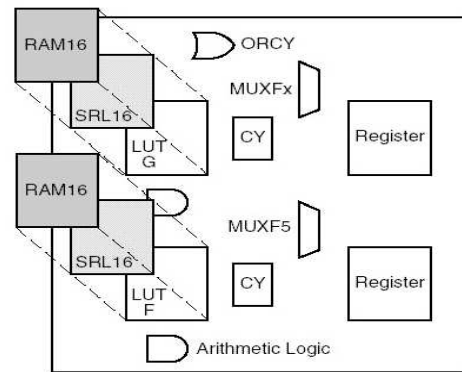 RAM16
ORCY
MUXFx
SRL16
LUT
G
CY
Register
RAM16
MUXF5
SRL16
LUT
F
CY
Register
Arithmetic Logic